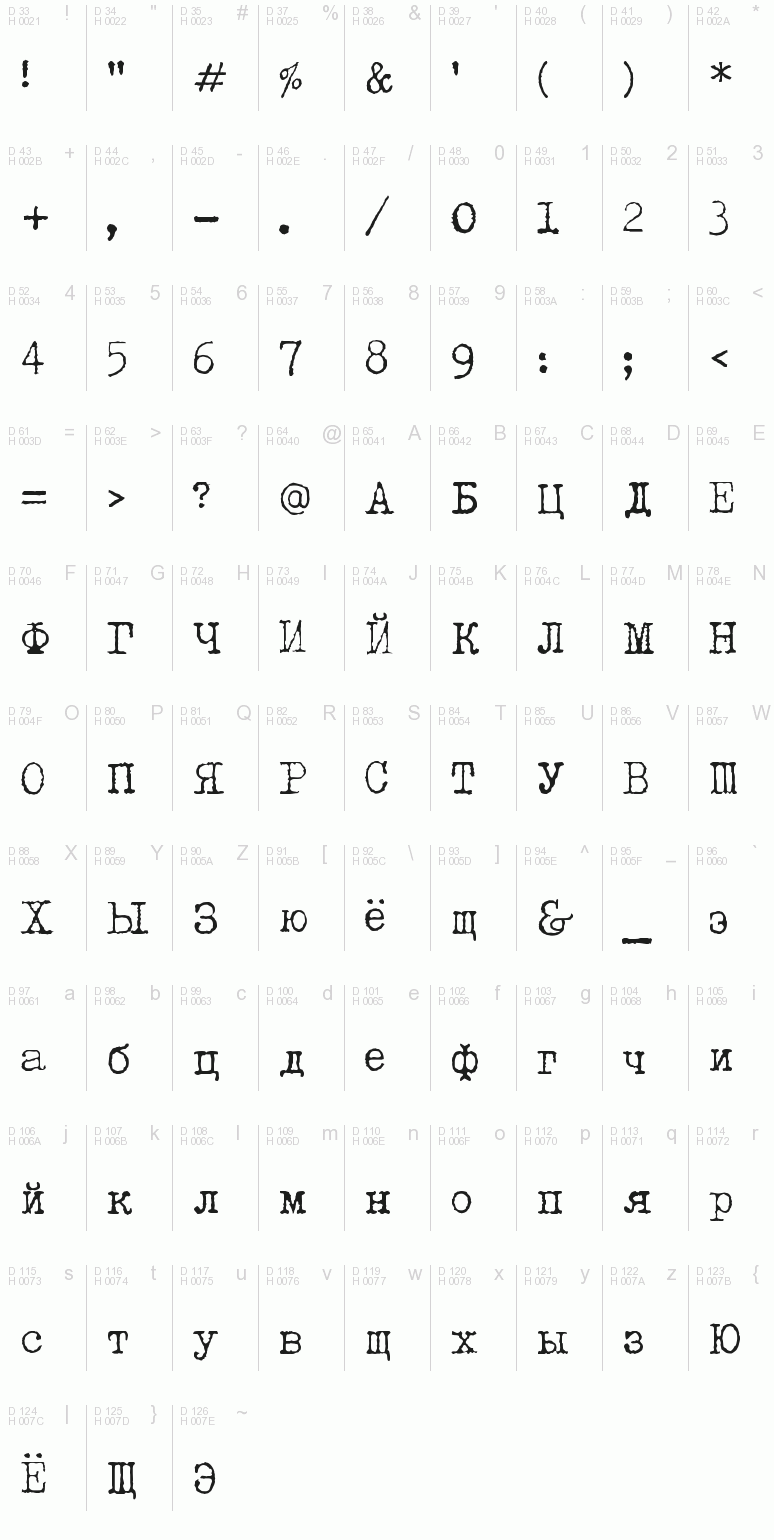 D 33 ! D 34 " D 35 # D 37 % D 38 & D 39 ' D 40 ( D 41 ) D 42 *
H 0021 H 0022 H 0023 H 0025 H 0026 H 0027 H 0028 H 0029 H 002A
! " # % & ' ( ) *
D 43 + D 44 , D 45 - D 46 . D 47 / D 48 0 D 49 1 D 50 2 D 51 3
H 002B H 002C H 002D H 002E H 002F H 0030 H 0031 H 0032 H 0033
+ , - . / 0 1 2 3
D 52 4 D 53 5 D 54 6 D 55 7 D 56 8 D 57 9 D 58 : D 59 ; D 60 <
H 0034 H 0035 H 0036 H 0037 H 0038 H 0039 H 003A H 003B H 003C
4 5 6 7 8 9 : ; <
D 61 = D 62 > D 63 ? D 64 @ D 65 A D 66 B D 67 C D 68 D D 69 E
H 003D H 003E H 003F H 0040 H 0041 H 0042 H 0043 H 0044 H 0045
= > ? @ А Б Ц Д Е
D 70 F D 71 G D 72 H D 73 I D 74 J D 75 K D 76 L D 77 M D 78 N
H 0046 H 0047 H 0048 H 0049 H 004A H 004B H 004C H 004D H 004E
Ф Г Ч И Й К Л М Н
D 79 O D 80 P D 81 Q D 82 R D 83 S D 84 T D 85 U D 86 V D 87 W
H 004F H 0050 H 0051 H 0052 H 0053 H 0054 H 0055 H 0056 H 0057
О П Я Р С Т У В Ш
D 88 X D 89 Y D 90 Z D 91 [ D 92 \ D 93 ] D 94 ^ D 95 _ D 96 `
H 0058 H 0059 H 005A H 005B H 005C H 005D H 005E H 005F H 0060
Х Ы З ю ё щ & _ э
D 97 a D 98 b D 99 c D 100 d D 101 e D 102 f D 103 g D 104 h D 105 i
H 0061 H 0062 H 0063 H 0064 H 0065 H 0066 H 0067 H 0068 H 0069
а б ц д е ф г ч и
D 106 j D 107 k D 108 l D 109 m D 110 n D 111 o D 112 p D 113 q D 114 r
H 006A H 006B H 006C H 006D H 006E H 006F H 0070 H 0071 H 0072
й к л м н о п я р
D 115 s D 116 t D 117 u D 118 v D 119 w D 120 x D 121 y D 122 z D 123 {
H 0073 H 0074 H 0075 H 0076 H 0077 H 0078 H 0079 H 007A H 007B
с т у в щ х ы з Ю
D 124 | D 125 } D 126 ~
H 007C H 007D H 007E
Ё Щ Э